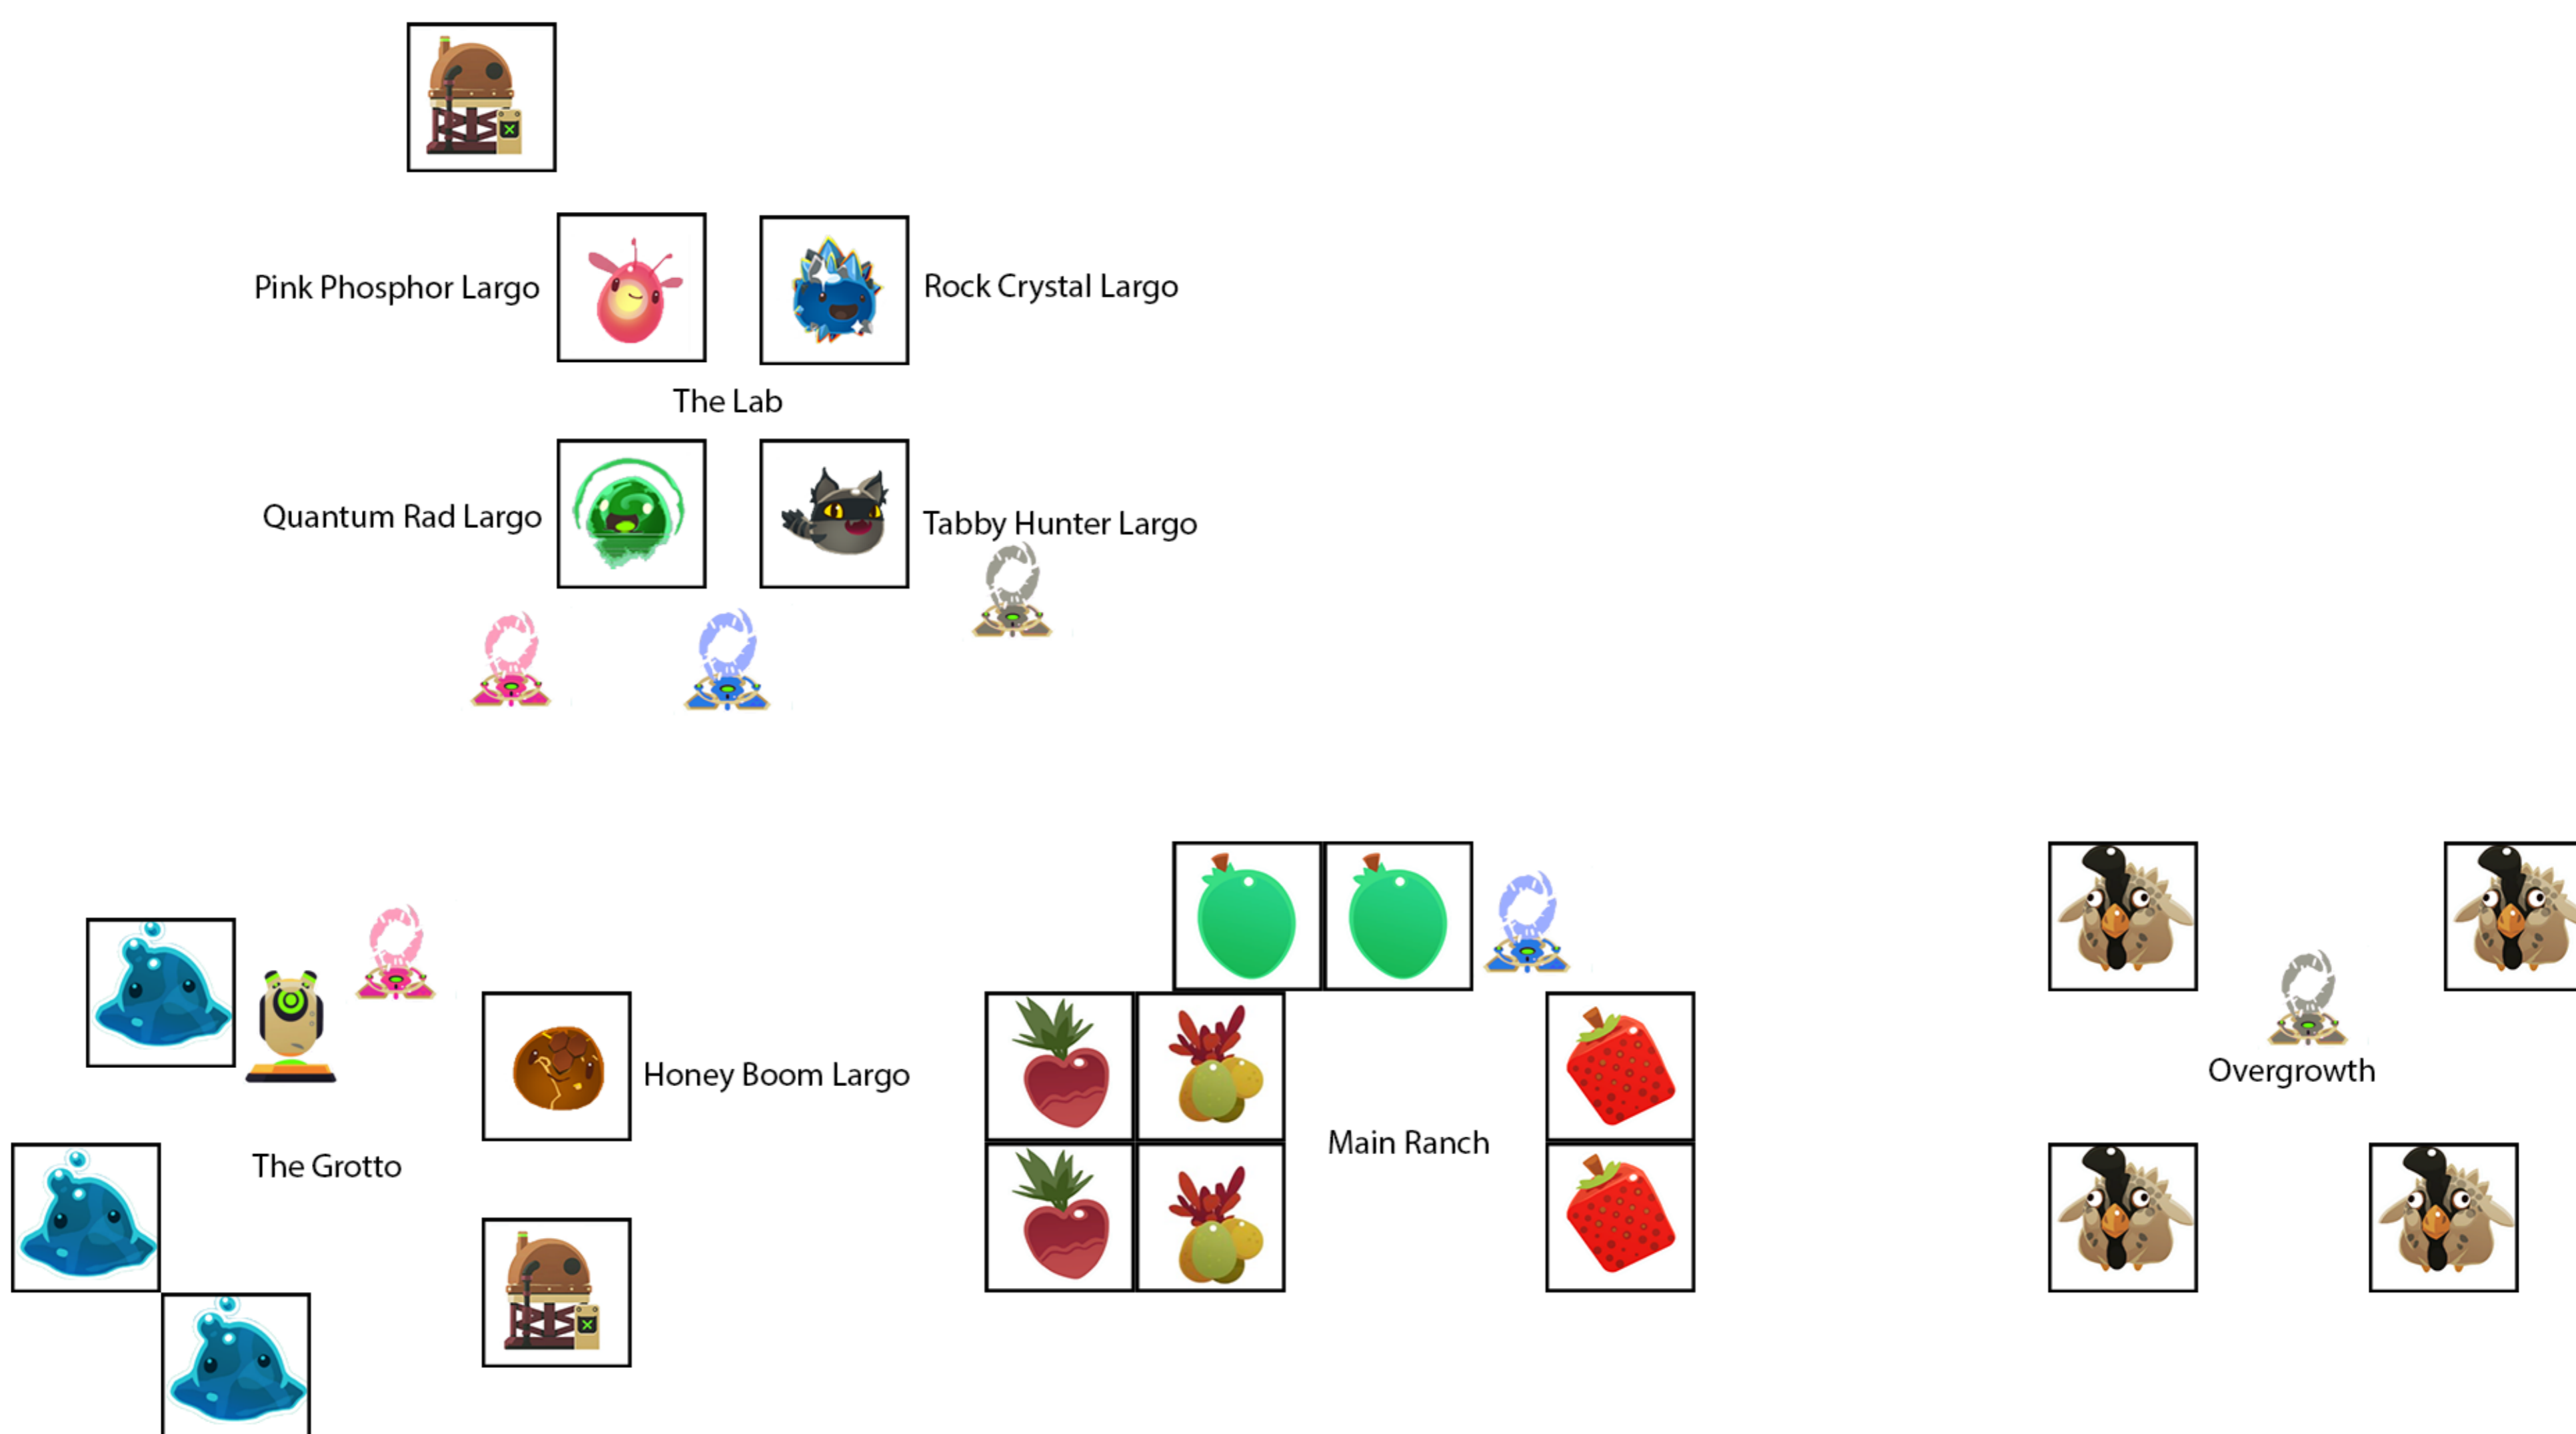 Pink Phosphor Largo
Rock Crystal Largo
The Lab
Quantum Rad Largo
Tabby Hunter Largo
Honey Boom Largo
The Grotto
Main Ranch
Overgrowth